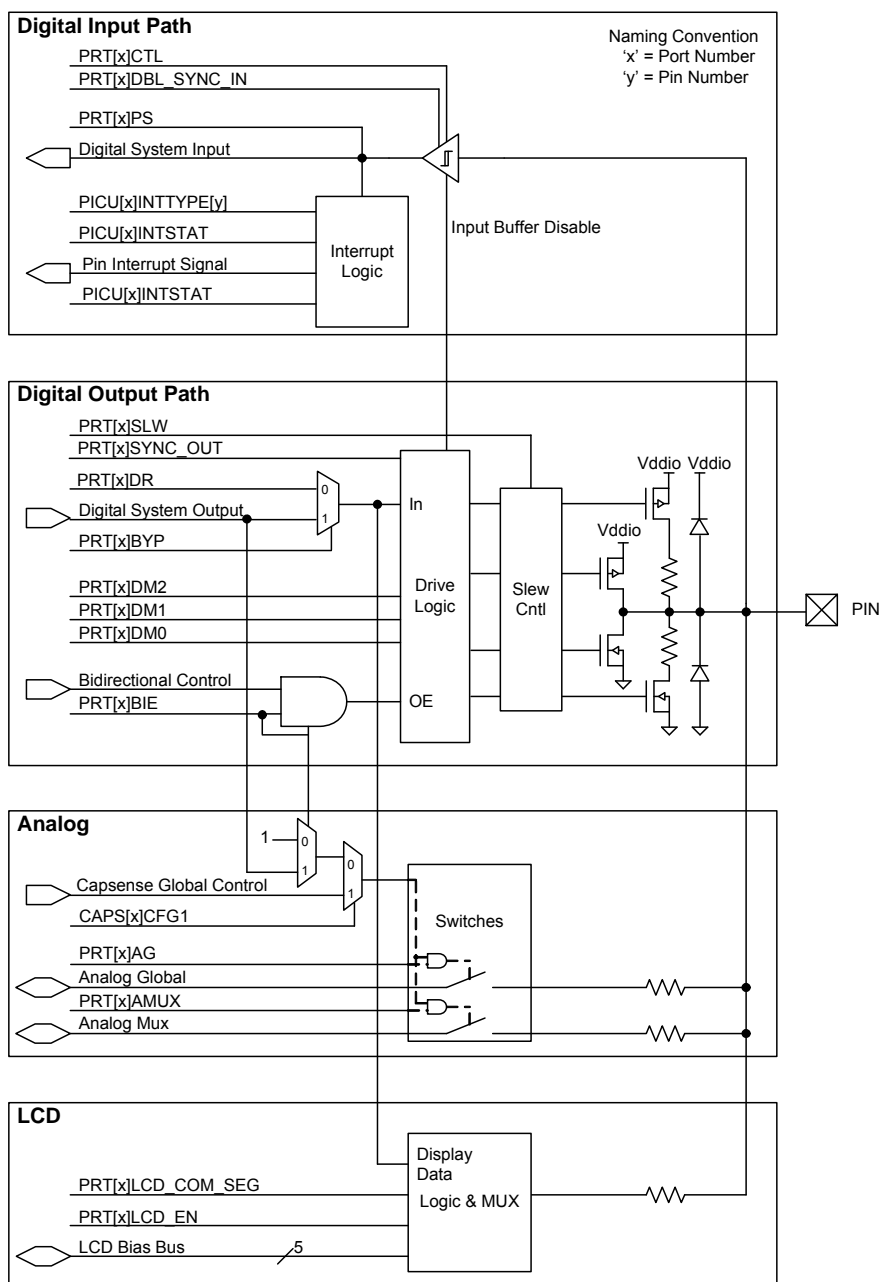 Digital Input Path
Naming Convention
‘x’ = Port Number
‘y’ = Pin Number
PRT[x]CTL
PRT[x]DBL_SYNC_IN
PRT[x]PS
Digital System Input
PICU[x]INTTYPE[y]
PICU[x]INTSTAT
Pin Interrupt Signal
PICU[x]INTSTAT
Interrupt
Logic
Input Buffer Disable
Digital Output Path
PRT[x]SLW
PRT[x]SYNC_OUT
PRT[x]DR
Digital System Output
PRT[x]BYP
0
1
PRT[x]DM2
PRT[x]DM1
PRT[x]DM0
Bidirectional Control
PRT[x]BIE
In
Drive
Logic
OE
Slew
Cntl
Vddio Vddio
Vddio
PIN
Analog
1
0
1
0
1
Capsense Global Control
CAPS[x]CFG1
Switches
PRT[x]AG
Analog Global
PRT[x]AMUX
Analog Mux
LCD
Display
Data
Logic & MUX
PRT[x]LCD_COM_SEG
PRT[x]LCD_EN
LCD Bias Bus
5